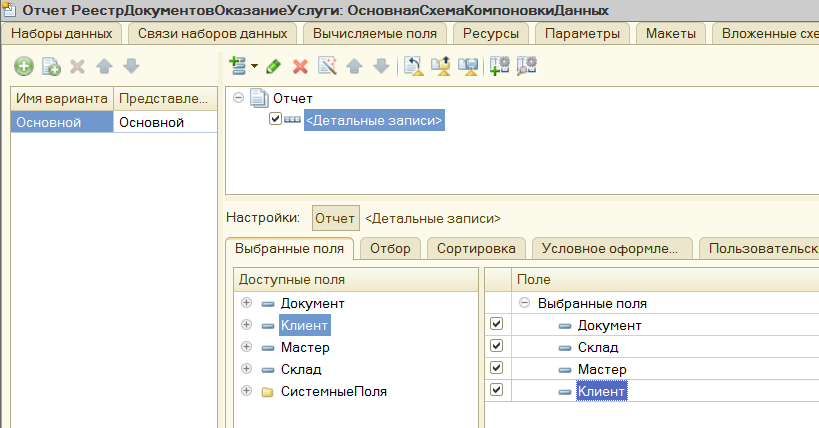 Отчет РеестрДокументовОказаниеУслуги: ОсновнаяСхемаКомпоновкиДанных
Наборы данных Связи наборов данных Вычисляемые поля Ресурсы Параметры Макеты Вложенные схе
Имя варианта Представле...
Основной Основной
Отчет
<Детальные записи>
Настройки: Отчет <Детальные записи>
Выбранные поля Отбор Сортировка Условное оформле... Пользовательск
Доступные поля
Документ
Клиент
Мастер
Склад
СистемныеПоля
Поле
Выбранные поля
Документ
Склад
Мастер
Клиент